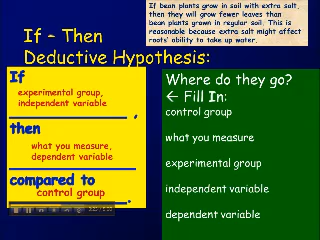 If bean plants grow in soil with extra salt,
then they will grow fewer leaves than
bean plants grown in regular soil. This is
reasonable because extra salt might affect
roots' ability to take up water.
If – Then
Deductive Hypothesis:
If
experimental group,
independent variable
,
then
what you measure,
dependent variable
compared to
control group
.
Where do they go?
← Fill In:
control group
what you measure
experimental group
independent variable
dependent variable